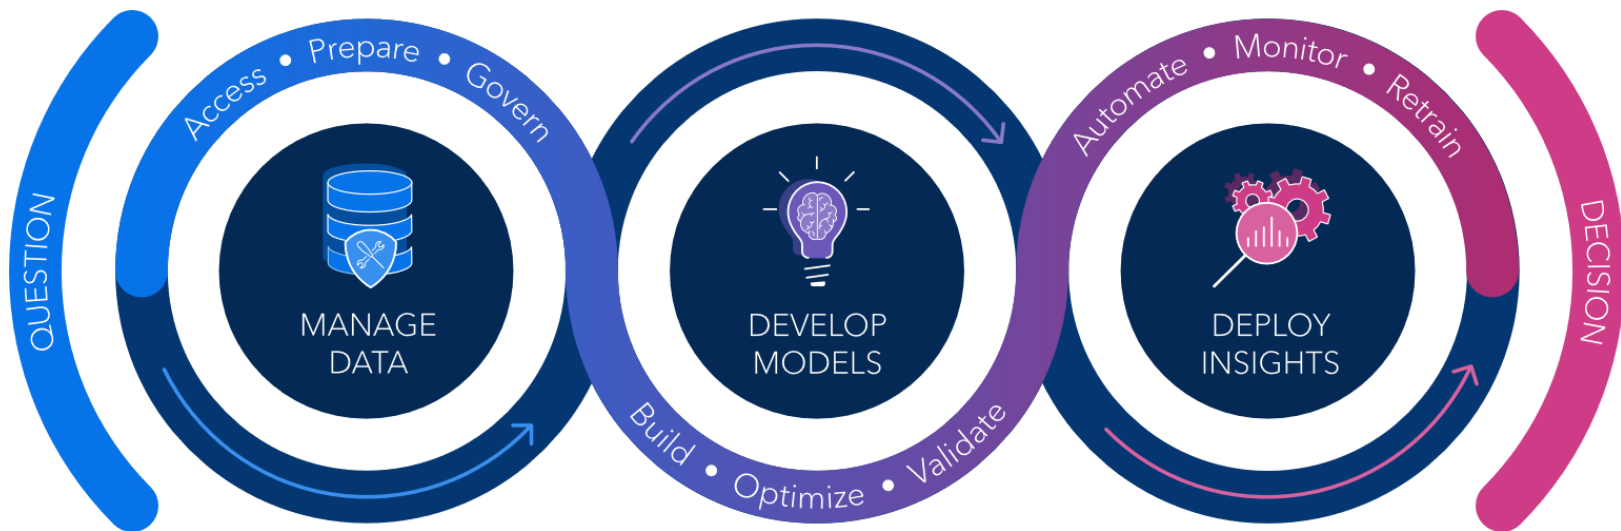 QUESTION
Access • Prepare • Govern
MANAGE
DATA
Build • Optimize • Validate
DEVELOP
MODELS
Automate • Monitor • Retrain
DEPLOY
INSIGHTS
DECISION